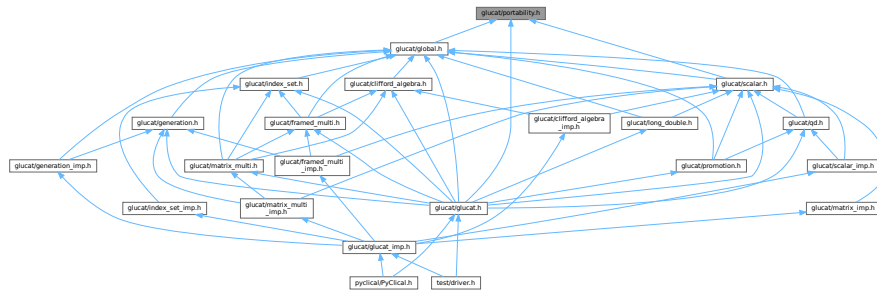 glucat/portability.h
glucat/global.h
glucat/index_set.h
glucat/clifford_algebra.h
glucat/scalar.h
glucat/generation.h
glucat/framed_multi.h
glucat/clifford_algebra
_imp.h
glucat/long_double.h
glucat/qd.h
glucat/generation_imp.h
glucat/matrix_multi.h
glucat/framed_multi
_imp.h
glucat/promotion.h
glucat/scalar_imp.h
glucat/index_set_imp.h
glucat/matrix_multi
_imp.h
glucat/glucat.h
glucat/matrix_imp.h
glucat/glucat_imp.h
pyclical/PyClical.h
test/driver.h